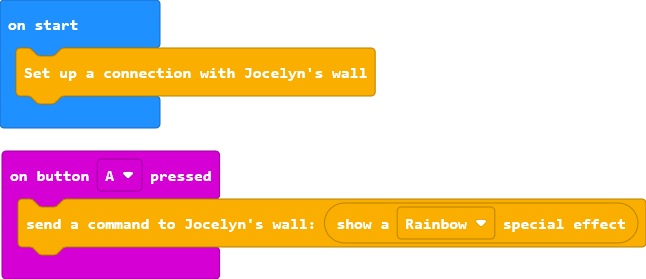 on start
Set up a connection with Jocelyn's wall
on button A pressed
send a command to Jocelyn's wall: show a Rainbow special effect